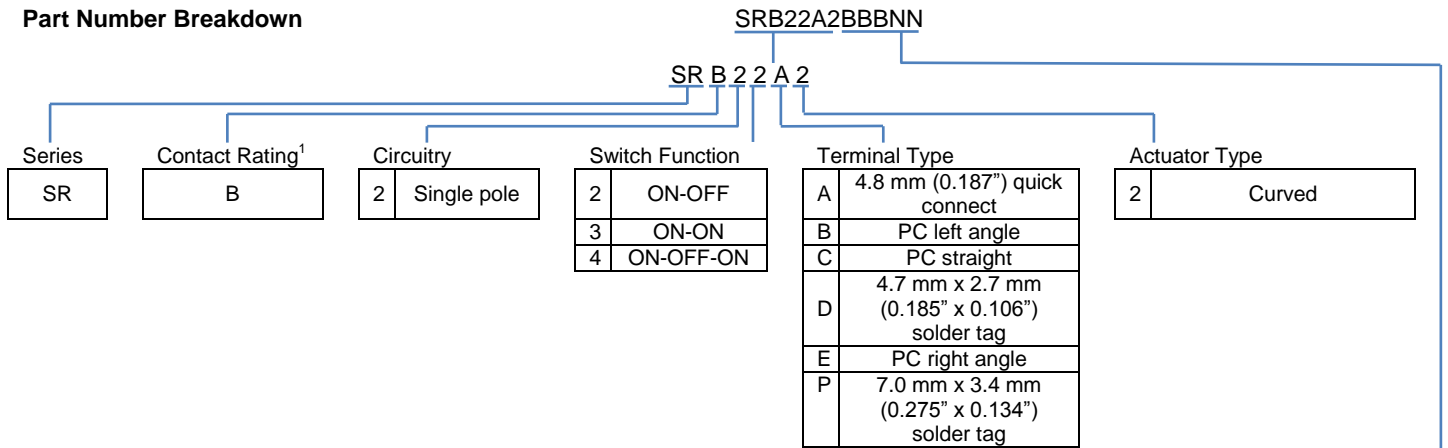 Part Number Breakdown
SRB22A2BBBNN
SR B 2 2 A 2
Series
SR
Contact Rating¹
B
Circuitry
2 Single pole
Switch Function
2 ON-OFF
3 ON-ON
4 ON-OFF-ON
Terminal Type
A 4.8 mm (0.187”) quick
connect
B PC left angle
C PC straight
D 4.7 mm x 2.7 mm
(0.185” x 0.106”)
solder tag
E PC right angle
P 7.0 mm x 3.4 mm
(0.275” x 0.134”)
solder tag
Actuator Type
2 Curved